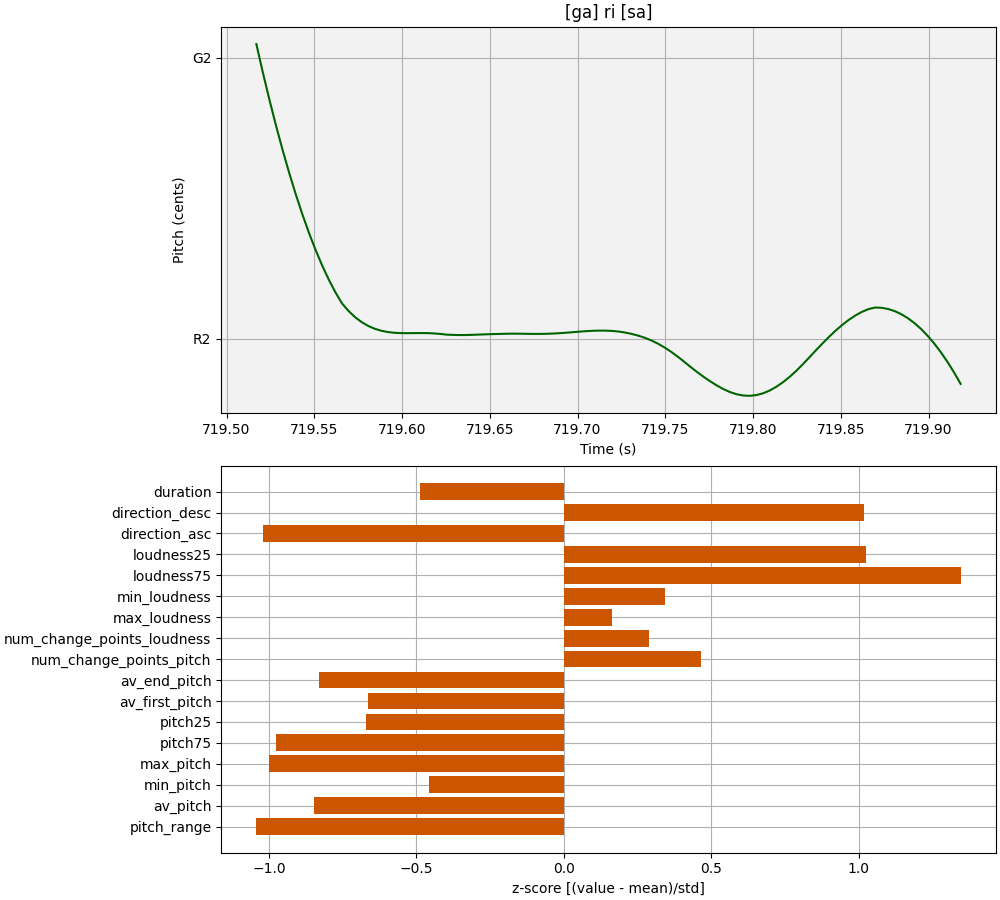 [ga] ri [sa]
G2
R2
Pitch (cents)
719.50 719.55 719.60 719.65 719.70 719.75 719.80 719.85 719.90
Time (s)
duration
direction_desc
direction_asc
loudness25
loudness75
min_loudness
max_loudness
num_change_points_loudness
num_change_points_pitch
av_end_pitch
av_first_pitch
pitch25
pitch75
max_pitch
min_pitch
av_pitch
pitch_range
−1.0 −0.5 0.0 0.5 1.0
z-score [(value - mean)/std]